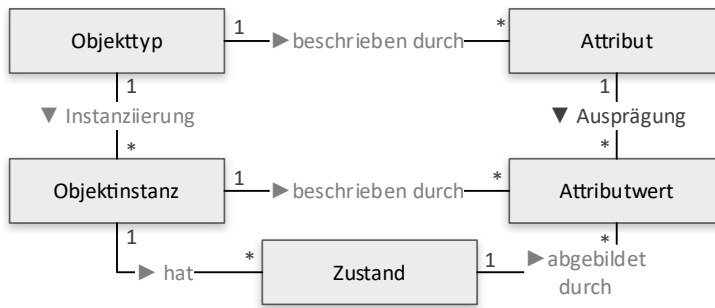 Objekttyp 1 ► beschrieben durch * Attribut
1 1
▼ Instanziierung ▼ Ausprägung
* *
Objektinstanz 1 ► beschrieben durch * Attributwert
1 *
► hat * Zustand 1 ► abgebildet
durch